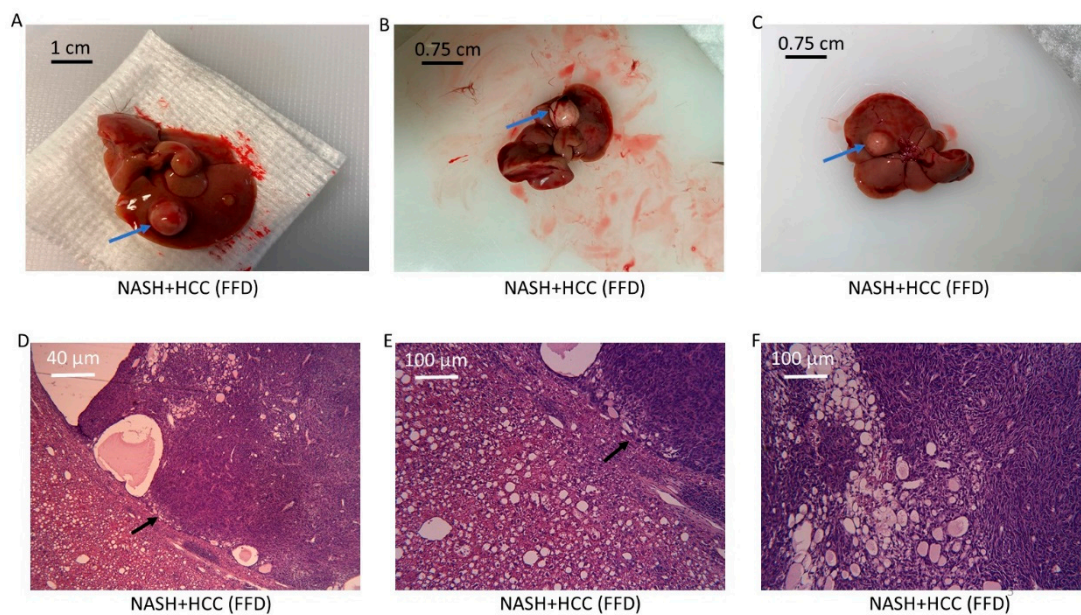 A
1 cm
B
0.75 cm
C
0.75 cm
NASH+HCC (FFD)
NASH+HCC (FFD)
NASH+HCC (FFD)
D
40 µm
E
100 µm
F
100 µm
NASH+HCC (FFD)
NASH+HCC (FFD)
NASH+HCC (FFD)
3